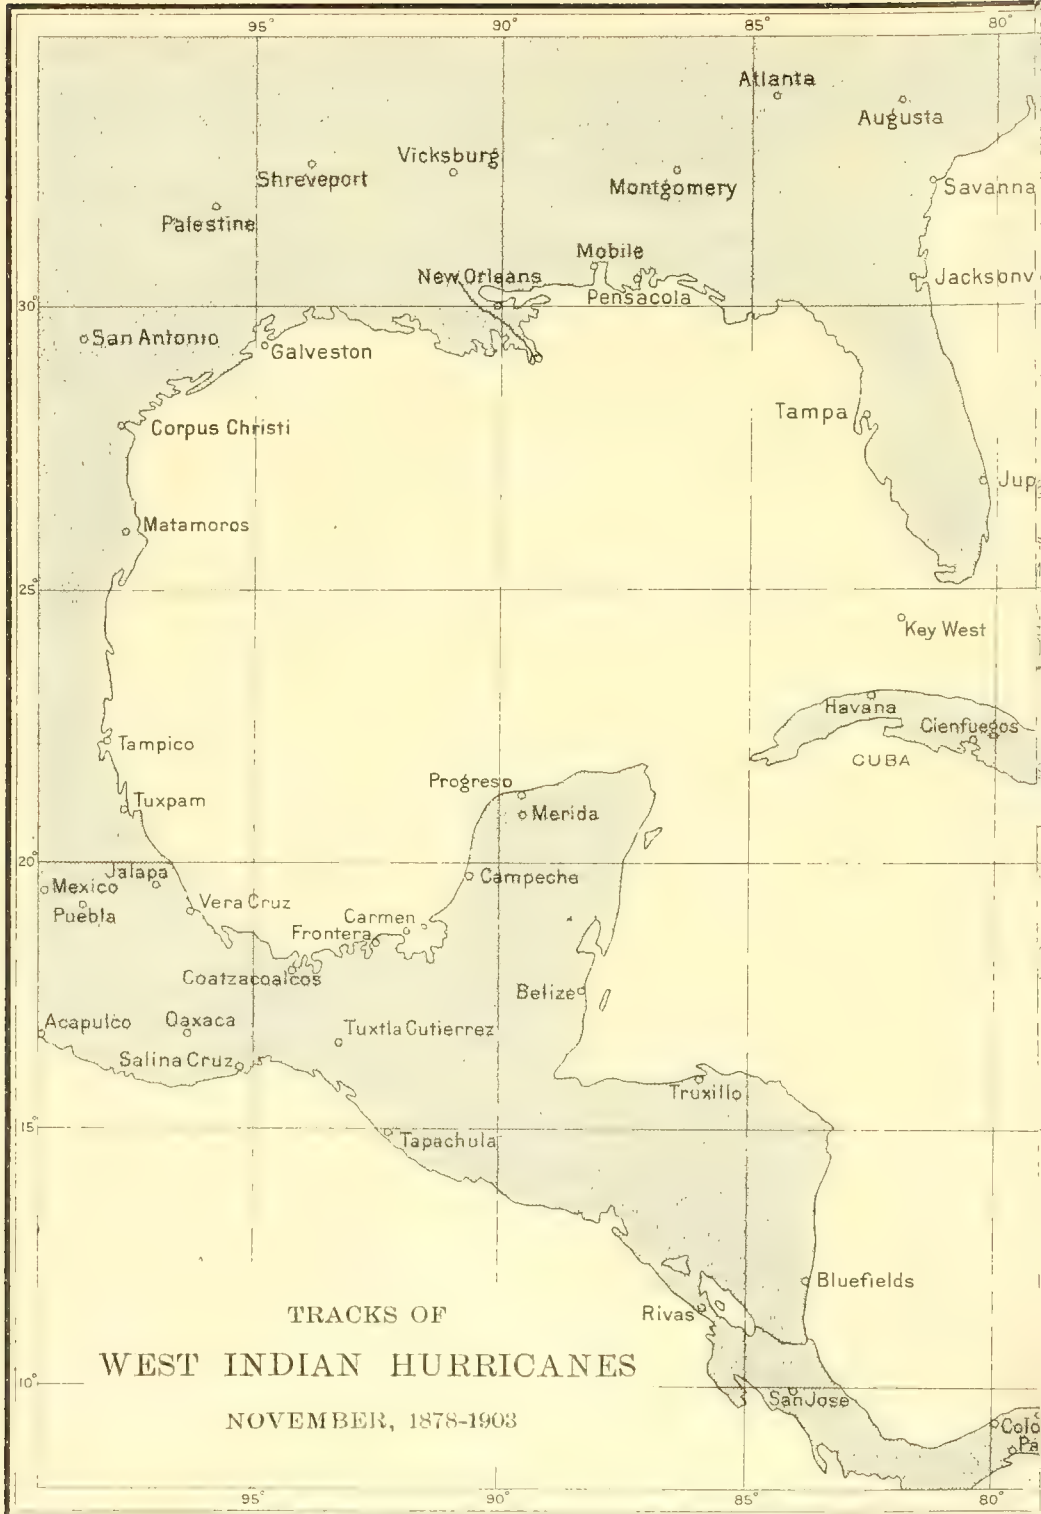 95° 90° 85° 80°
Atlanta
Augusta
Vicksburg
Shreveport
Montgomery
Savanna
Palestine
Mobile
New Orleans
Jacksonv
Pensacola
30°
San Antonio
Galveston
Tampa
Corpus Christi
Jup
Matamoros
25°
Key West
Havana
Cienfuegos
Tampico
CUBA
Progreso
Tuxpam
Merida
20°
Jalapa
Mexico
Campeche
Puebla
Vera Cruz
Carmen
Frontera
Coatzacoalcos
Belize
Acapulco
Oaxaca
Tuxtla Cutierrez
Salina Cruz
Truxillo
15°
Tapachula
Bluefields
Rivas
TRACKS OF
WEST INDIAN HURRICANES
10°
San Jose
NOVEMBER, 1878-1903
Colo
Pa
95° 90° 85° 80°